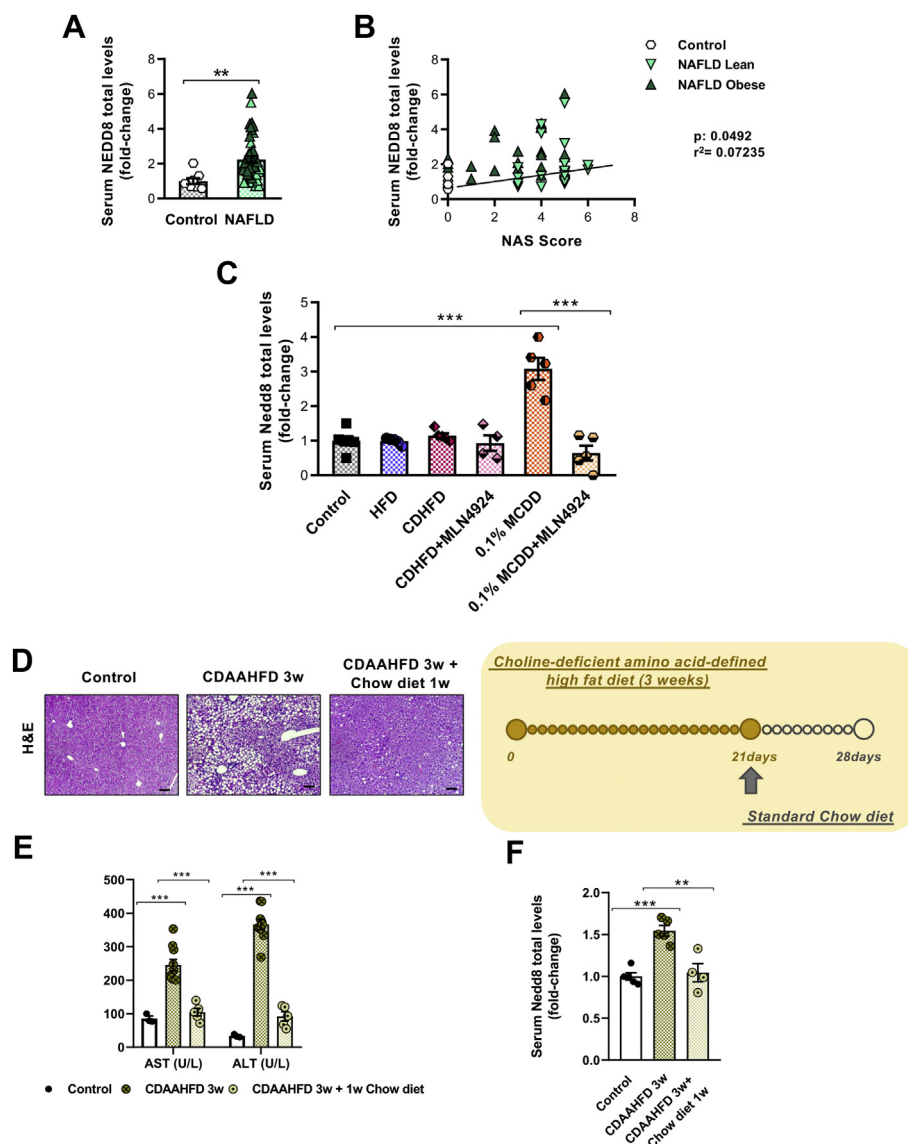 A
Serum NEDD8 total levels
(fold-change)
8
6
4
2
0
**
Control NAFLD
B
Serum NEDD8 total levels
(fold-change)
8
6
4
2
0
0 2 4 6 8
NAS Score
Control
NAFLD Lean
NAFLD Obese
p: 0.0492
r²= 0.07235
C
Serum Nedd8 total levels
(fold-change)
5
4
3
2
1
0
***
***
Control
HFD
CDHFD
CDHFD+MLN4924
0.1% MCDD
0.1% MCDD+MLN4924
D
Control
CDAAHFD 3w
CDAAHFD 3w +
Chow diet 1w
H&E
Choline-deficient amino acid-defined
high fat diet (3 weeks)
0
21days
28days
Standard Chow diet
E
500
400
300
200
100
0
***
***
***
***
AST (U/L)
ALT (U/L)
Control
CDAAHFD 3w
CDAAHFD 3w + 1w Chow diet
F
Serum Nedd8 total levels
(fold-change)
2.0
1.5
1.0
0.5
0.0
**
***
Control
CDAAHFD 3w
CDAAHFD 3w+
Chow diet 1w